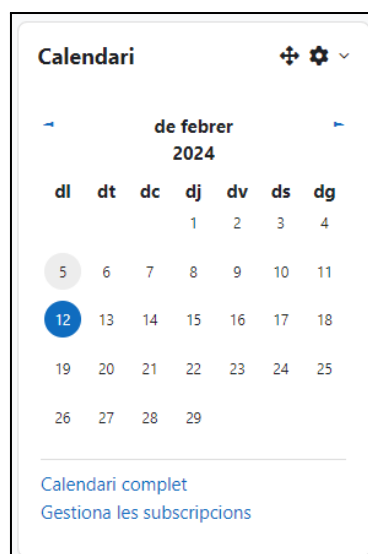 Calendari
de febrer
2024
dl dt dc dj dv ds dg
1 2 3 4
5 6 7 8 9 10 11
12 13 14 15 16 17 18
19 20 21 22 23 24 25
26 27 28 29
Calendari complet
Gestiona les subscripcions